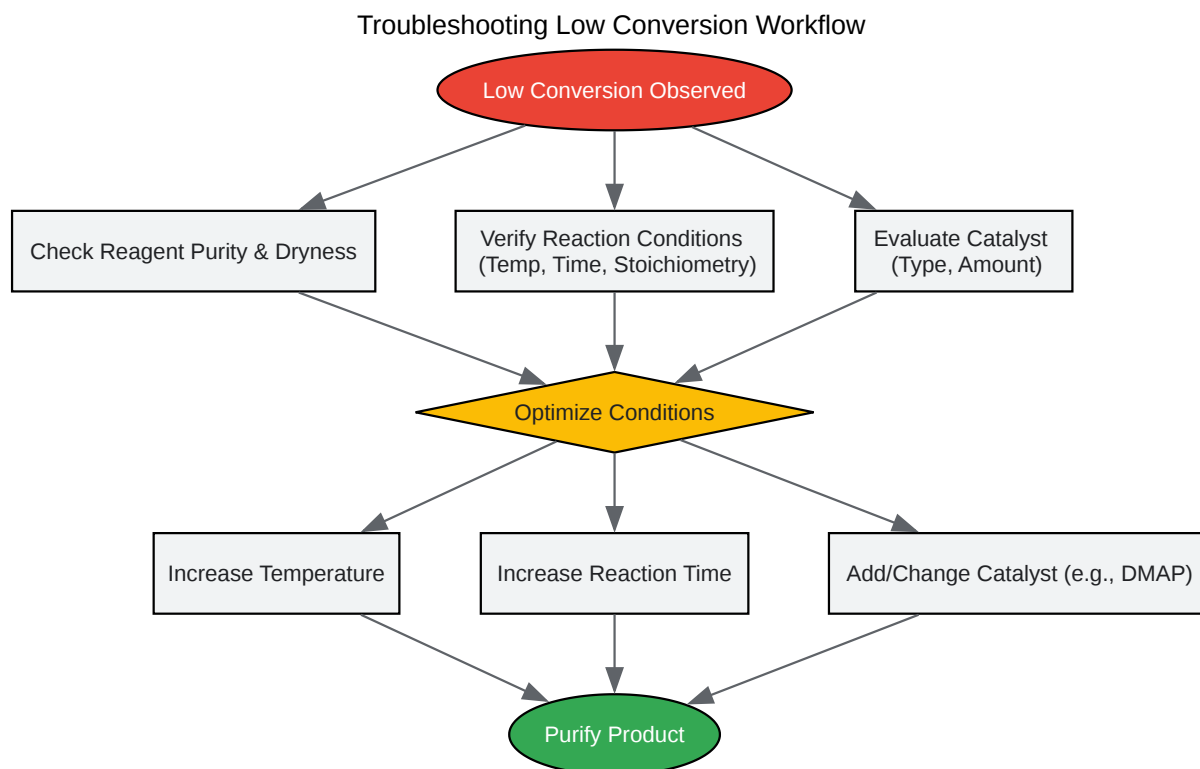 Troubleshooting Low Conversion Workflow
Low Conversion Observed
Check Reagent Purity & Dryness
Verify Reaction Conditions
(Temp, Time, Stoichiometry)
Evaluate Catalyst
(Type, Amount)
Optimize Conditions
Increase Temperature
Increase Reaction Time
Add/Change Catalyst (e.g., DMAP)
Purify Product